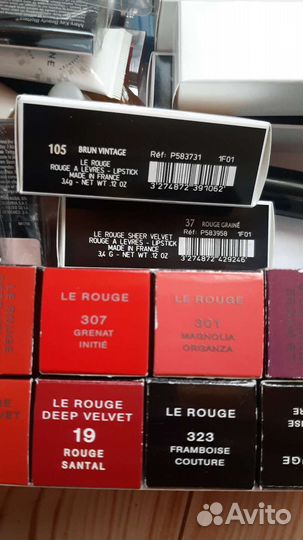 105 BRUN VINTAGE
LE ROUGE Réf: P583731 1F01
ROUGE A LEVRES - LIPSTICK
MADE IN FRANCE
3,4g - NET WT .12 OZ
3 274872 391062
37 ROUGE GRAINÉ
LE ROUGE SHEER VELVET Réf: P583958 1F01
ROUGE A LEVRES - LIPSTICK
MADE IN FRANCE
3,4 G - NET WT. .12 OZ
3 274872 429246
LE ROUGE
307
GRENAT
INITIÉ
LE ROUGE
301
MAGNOLIA
ORGANZA
LE ROUGE
LE ROUGE
DEEP VELVET
19
ROUGE
SANTAL
LE ROUGE
323
FRAMBOISE
COUTURE
Avito